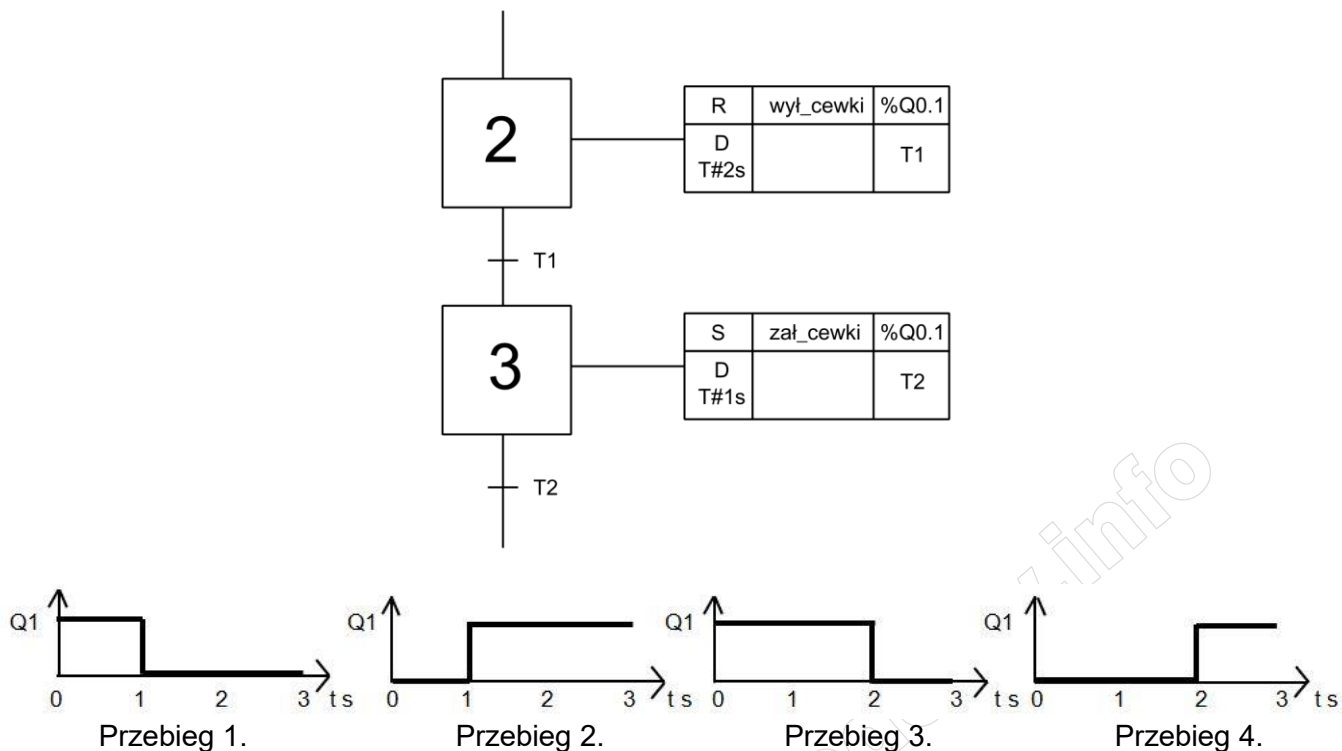 2
R wył_cewki %Q0.1
D
T#2s
T1
T1
3
S zał_cewki %Q0.1
D
T#1s
T2
T2
Q1
0 1 2 3 t s
Przebieg 1.
Q1
0 1 2 3 t s
Przebieg 2.
Q1
0 1 2 3 t s
Przebieg 3.
Q1
0 1 2 3 t s
Przebieg 4.